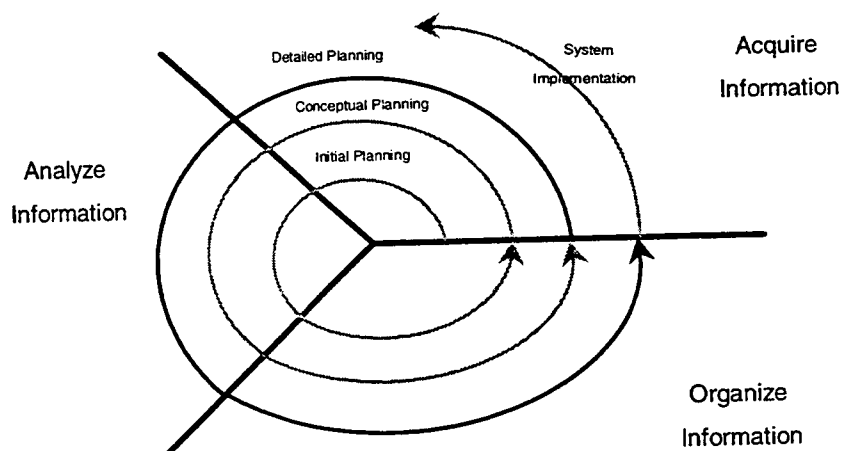 System
Implementation
Acquire
Information
Detailed Planning
Conceptual Planning
Initial Planning
Analyze
Information
Organize
Information